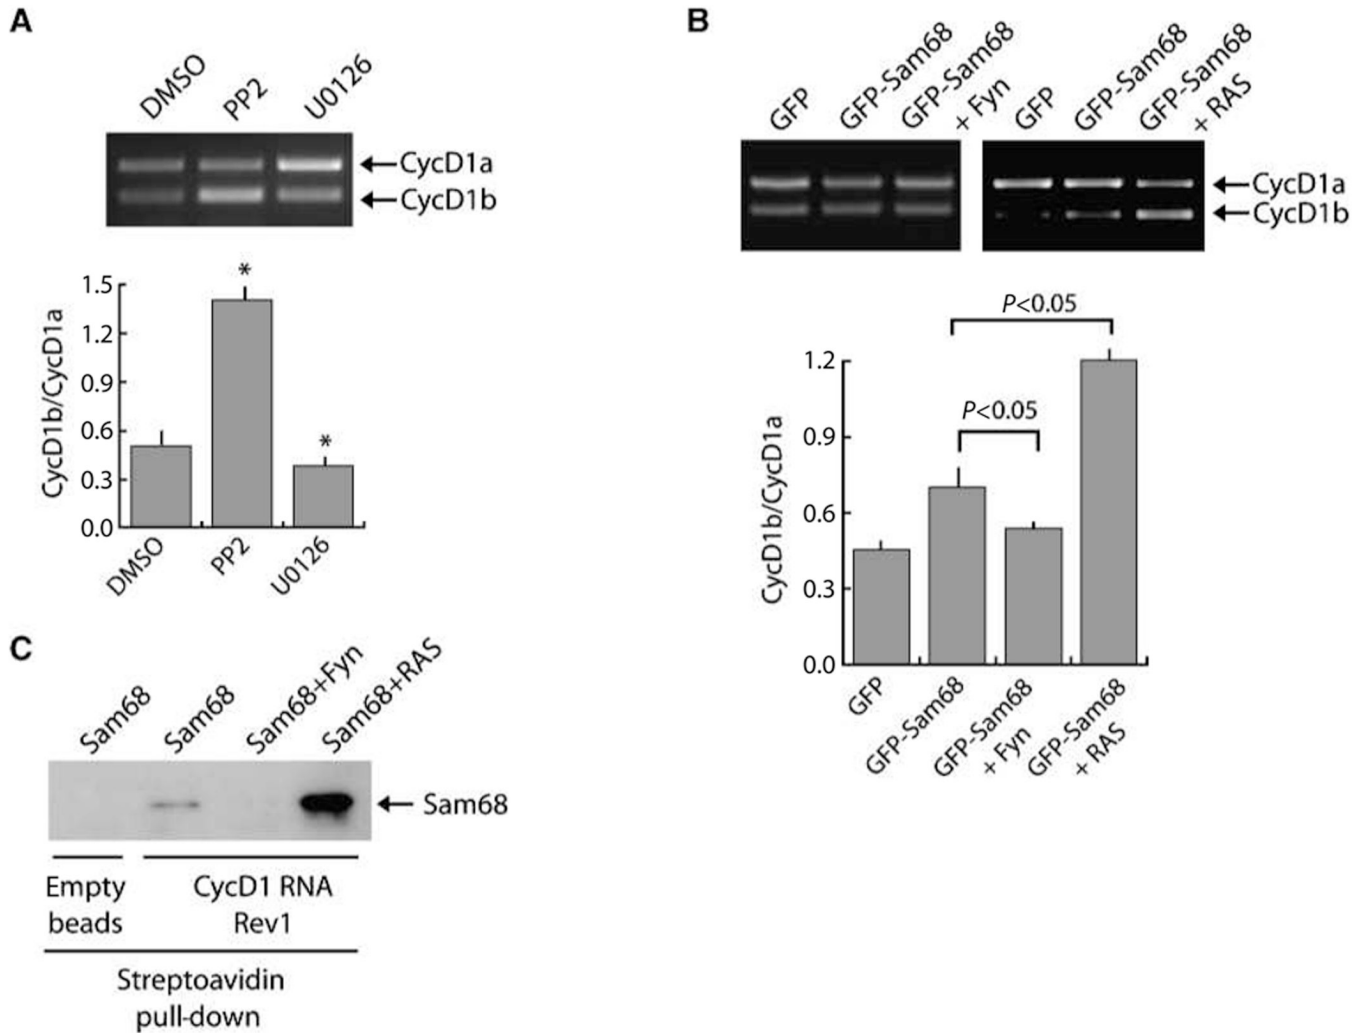 A
DMSO
PP2
U0126
CycD1a
CycD1b
CycD1b/CycD1a
*
*
1.5
1.2
0.9
0.6
0.3
0.0
DMSO
PP2
U0126
B
GFP
GFP-Sam68
GFP-Sam68
+ Fyn
GFP
GFP-Sam68
GFP-Sam68
+ RAS
CycD1a
CycD1b
P<0.05
P<0.05
CycD1b/CycD1a
1.2
0.9
0.6
0.3
0.0
GFP
GFP-Sam68
GFP-Sam68
+ Fyn
GFP-Sam68
+ RAS
C
Sam68
Sam68
Sam68+Fyn
Sam68+RAS
Sam68
Empty
beads
CycD1 RNA
Rev1
Streptoavidin
pull-down